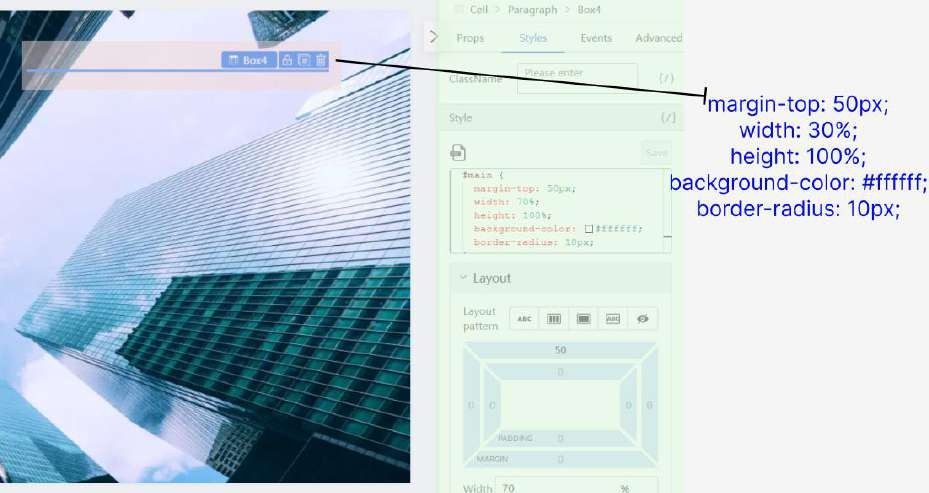 Cell > Paragraph > Box4
Props Styles Events Advanced
Box4
ClassName Please enter {/}
Style {/}
Save
#main {
margin-top: 50px;
width: 70%;
height: 100%;
background-color: #ffffff;
border-radius: 10px;
margin-top: 50px;
width: 30%;
height: 100%;
background-color: #ffffff;
border-radius: 10px;
Layout
Layout
pattern
ABC ABC
50
0
0 0 0 0
PADDING 0
MARGIN 0
Width 70 %